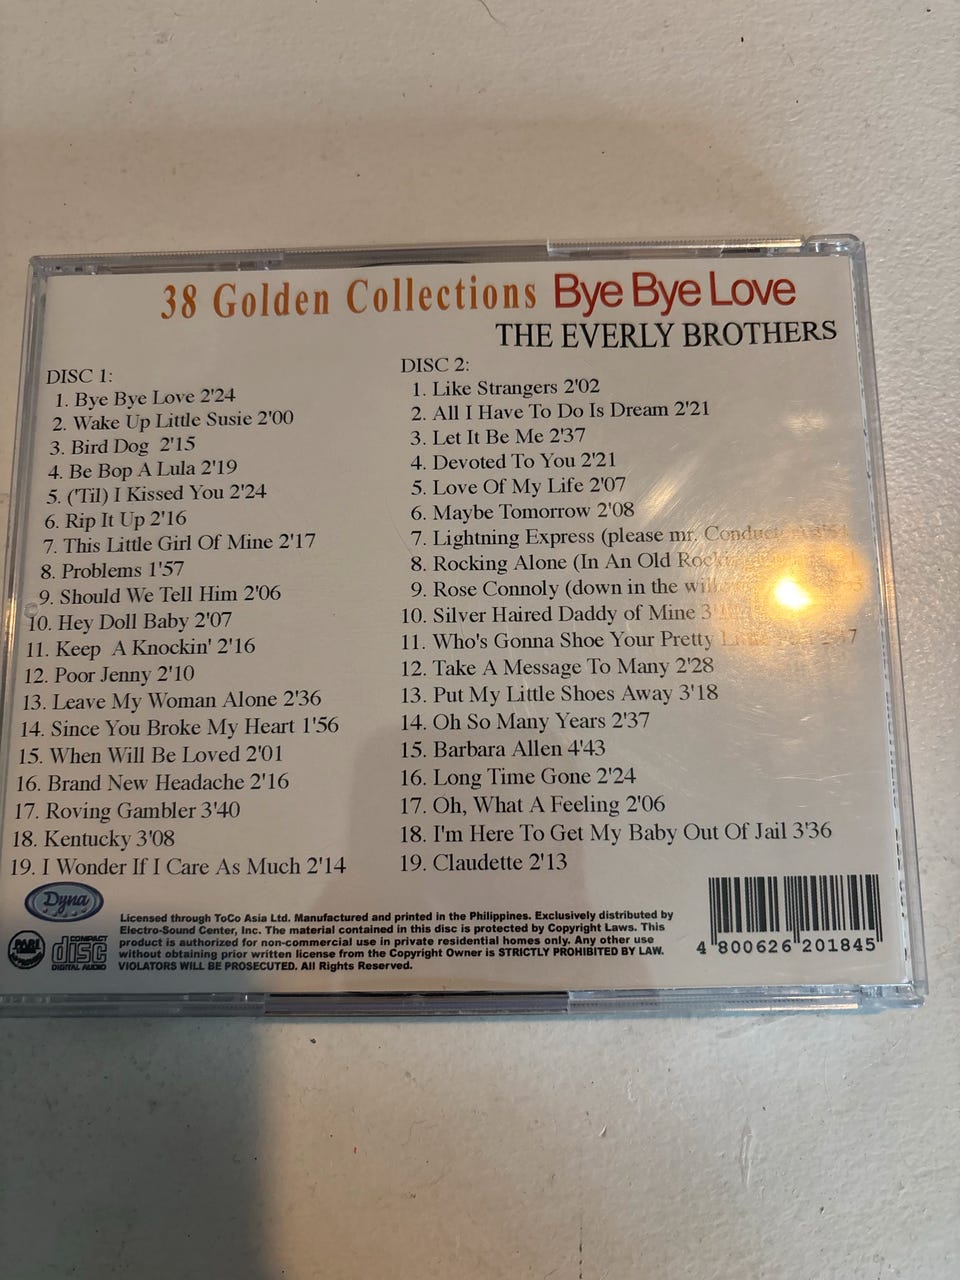 38 Golden Collections Bye Bye Love
THE EVERLY BROTHERS
DISC 1:
1. Bye Bye Love 2'24
2. Wake Up Little Susie 2'00
3. Bird Dog 2'15
4. Be Bop A Lula 2'19
5. ('Til) I Kissed You 2'24
6. Rip It Up 2'16
7. This Little Girl Of Mine 2'17
8. Problems 1'57
9. Should We Tell Him 2'06
10. Hey Doll Baby 2'07
11. Keep A Knockin' 2'16
12. Poor Jenny 2'10
13. Leave My Woman Alone 2'36
14. Since You Broke My Heart 1'56
15. When Will Be Loved 2'01
16. Brand New Headache 2'16
17. Roving Gambler 3'40
18. Kentucky 3'08
19. I Wonder If I Care As Much 2'14
DISC 2:
1. Like Strangers 2'02
2. All I Have To Do Is Dream 2'21
3. Let It Be Me 2'37
4. Devoted To You 2'21
5. Love Of My Life 2'07
6. Maybe Tomorrow 2'08
7. Lightning Express (please mr.
8. Rocking Alone (In An Old
9. Rose Connoly (down in the
10. Silver Haired Daddy of Mine
11. Who's Gonna Shoe Your Pretty
12. Take A Message To Many 2'28
13. Put My Little Shoes Away 3'18
14. Oh So Many Years 2'37
15. Barbara Allen 4'43
16. Long Time Gone 2'24
17. Oh, What A Feeling 2'06
18. I'm Here To Get My Baby Out Of Jail 3'36
19. Claudette 2'13
Dyna
COMPACT
disc
DIGITAL AUDIO
Licensed through ToCo Asia Ltd. Manufactured and printed in the Philippines. Exclusively distributed by
Electro-Sound Center, Inc. The material contained in this disc is protected by Copyright Laws. This
product is authorized for non-commercial use in private residential homes only. Any other use
without obtaining prior written license from the Copyright Owner is STRICTLY PROHIBITED BY LAW.
VIOLATORS WILL BE PROSECUTED. All Rights Reserved.
4 800626 201845